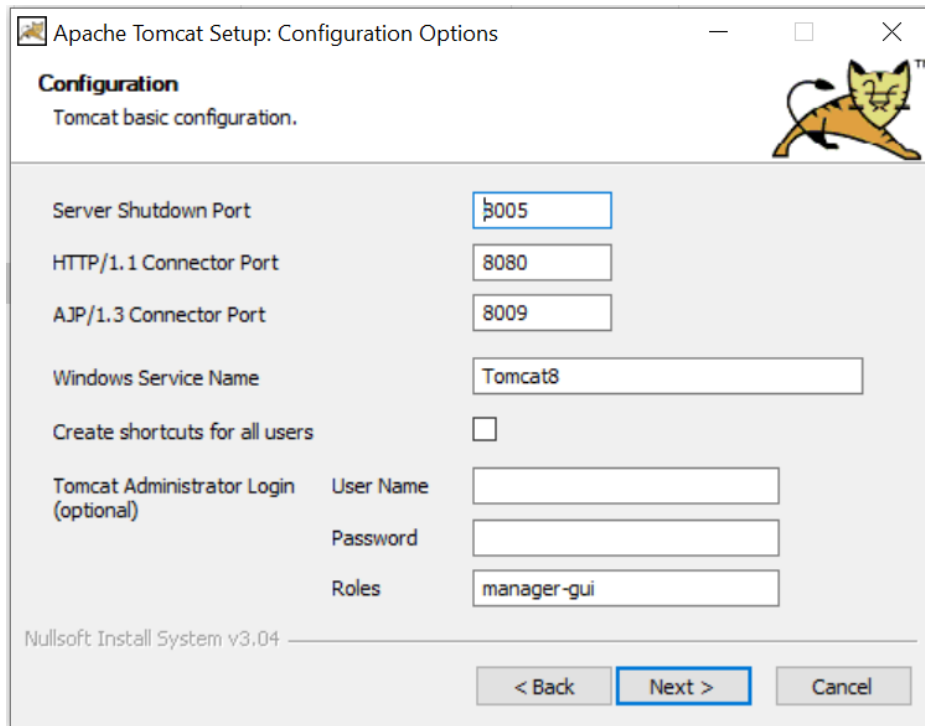 Apache Tomcat Setup: Configuration Options
Configuration
Tomcat basic configuration.
TM
Server Shutdown Port 8005
HTTP/1.1 Connector Port 8080
AJP/1.3 Connector Port 8009
Windows Service Name Tomcat8
Create shortcuts for all users
Tomcat Administrator Login User Name
(optional)
Password
Roles manager-gui
Nullsoft Install System v3.04
< Back Next > Cancel